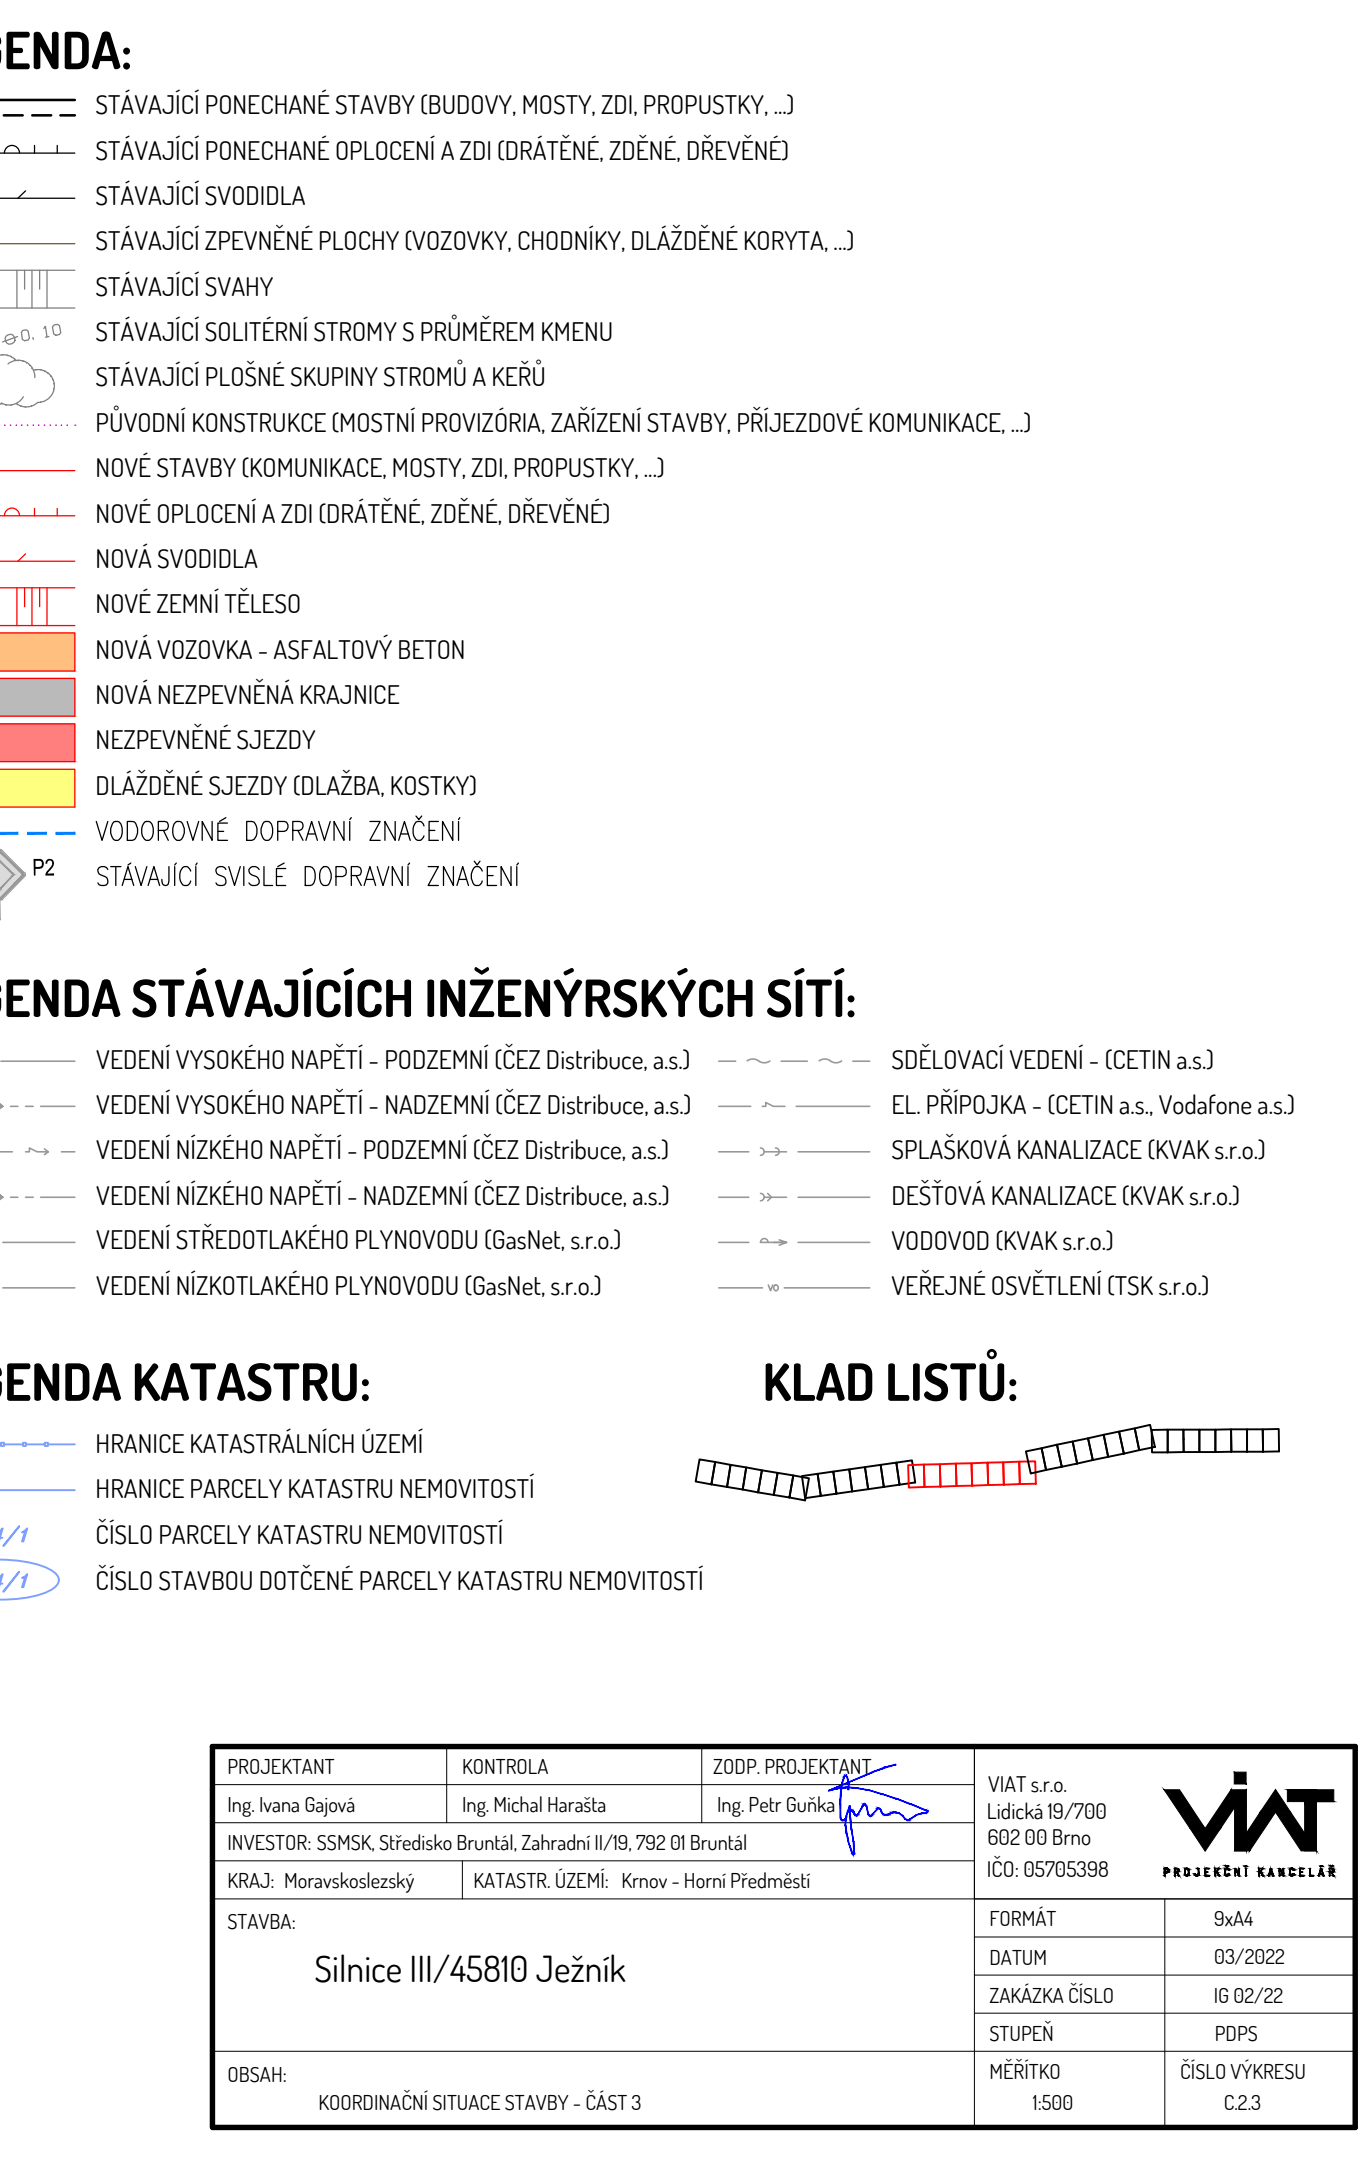 GENDA:
STÁVAJÍCÍ PONECHANÉ STAVBY (BUDOVY, MOSTY, ZDI, PROPUSTKY, ...)
STÁVAJÍCÍ PONECHANÉ OPLOCENÍ A ZDI (DRÁTĚNÉ, ZDĚNÉ, DŘEVĚNÉ)
STÁVAJÍCÍ SVODIDLA
STÁVAJÍCÍ ZPEVNĚNÉ PLOCHY (VOZOVKY, CHODNÍKY, DLÁŽDĚNÉ KORYTA, ...)
STÁVAJÍCÍ SVAHY
0.10 STÁVAJÍCÍ SOLITÉRNÍ STROMY S PRŮMĚREM KMENU
STÁVAJÍCÍ PLOŠNÉ SKUPINY STROMŮ A KEŘŮ
PŮVODNÍ KONSTRUKCE (MOSTNÍ PROVIZÓRIA, ZAŘÍZENÍ STAVBY, PŘÍJEZDOVÉ KOMUNIKACE, ...)
NOVÉ STAVBY (KOMUNIKACE, MOSTY, ZDI, PROPUSTKY, ...)
NOVÉ OPLOCENÍ A ZDI (DRÁTĚNÉ, ZDĚNÉ, DŘEVĚNÉ)
NOVÁ SVODIDLA
NOVÉ ZEMNÍ TĚLESO
NOVÁ VOZOVKA - ASFALTOVÝ BETON
NOVÁ NEZPEVNĚNÁ KRAJNICE
NEZPEVNĚNÉ SJEZDY
DLÁŽDĚNÉ SJEZDY (DLAŽBA, KOSTKY)
VODOROVNÉ DOPRAVNÍ ZNAČENÍ
P2 STÁVAJÍCÍ SVISLÉ DOPRAVNÍ ZNAČENÍ
GENDA STÁVAJÍCÍCH INŽENÝRSKÝCH SÍTÍ:
VEDENÍ VYSOKÉHO NAPĚTÍ - PODZEMNÍ (ČEZ Distribuce, a.s.)
VEDENÍ VYSOKÉHO NAPĚTÍ - NADZEMNÍ (ČEZ Distribuce, a.s.)
VEDENÍ NÍZKÉHO NAPĚTÍ - PODZEMNÍ (ČEZ Distribuce, a.s.)
VEDENÍ NÍZKÉHO NAPĚTÍ - NADZEMNÍ (ČEZ Distribuce, a.s.)
VEDENÍ STŘEDOTLAKÉHO PLYNOVODU (GasNet, s.r.o.)
VEDENÍ NÍZKOTLAKÉHO PLYNOVODU (GasNet, s.r.o.)
SDĚLOVACÍ VEDENÍ - (CETIN a.s.)
EL. PŘÍPOJKA - (CETIN a.s., Vodafone a.s.)
SPLAŠKOVÁ KANALIZACE (KVAK s.r.o.)
DEŠŤOVÁ KANALIZACE (KVAK s.r.o.)
VODOVOD (KVAK s.r.o.)
VO VEŘEJNÉ OSVĚTLENÍ (TSK s.r.o.)
GENDA KATASTRU:
HRANICE KATASTRÁLNÍCH ÚZEMÍ
HRANICE PARCELY KATASTRU NEMOVITOSTÍ
4/1 ČÍSLO PARCELY KATASTRU NEMOVITOSTÍ
4/1 ČÍSLO STAVBOU DOTČENÉ PARCELY KATASTRU NEMOVITOSTÍ
KLAD LISTŮ:
PROJEKTANT KONTROLA ZODP. PROJEKTANT
Ing. Ivana Gajová Ing. Michal Harašta Ing. Petr Guňka
INVESTOR: SSMSK, Středisko Bruntál, Zahradní II/19, 792 01 Bruntál
KRAJ: Moravskoslezský KATASTR. ÚZEMÍ: Krnov - Horní Předměstí
VIAT s.r.o.
Lidická 19/700
602 00 Brno
IČO: 05705398
VIAT
PROJEKČNÍ KANCELÁŘ
STAVBA:
Silnice III/45810 Ježník
FORMÁT 9xA4
DATUM 03/2022
ZAKÁZKA ČÍSLO IG 02/22
STUPEŇ PDPS
OBSAH:
KOORDINAČNÍ SITUACE STAVBY - ČÁST 3
MĚŘÍTKO ČÍSLO VÝKRESU
1:500 C.2.3